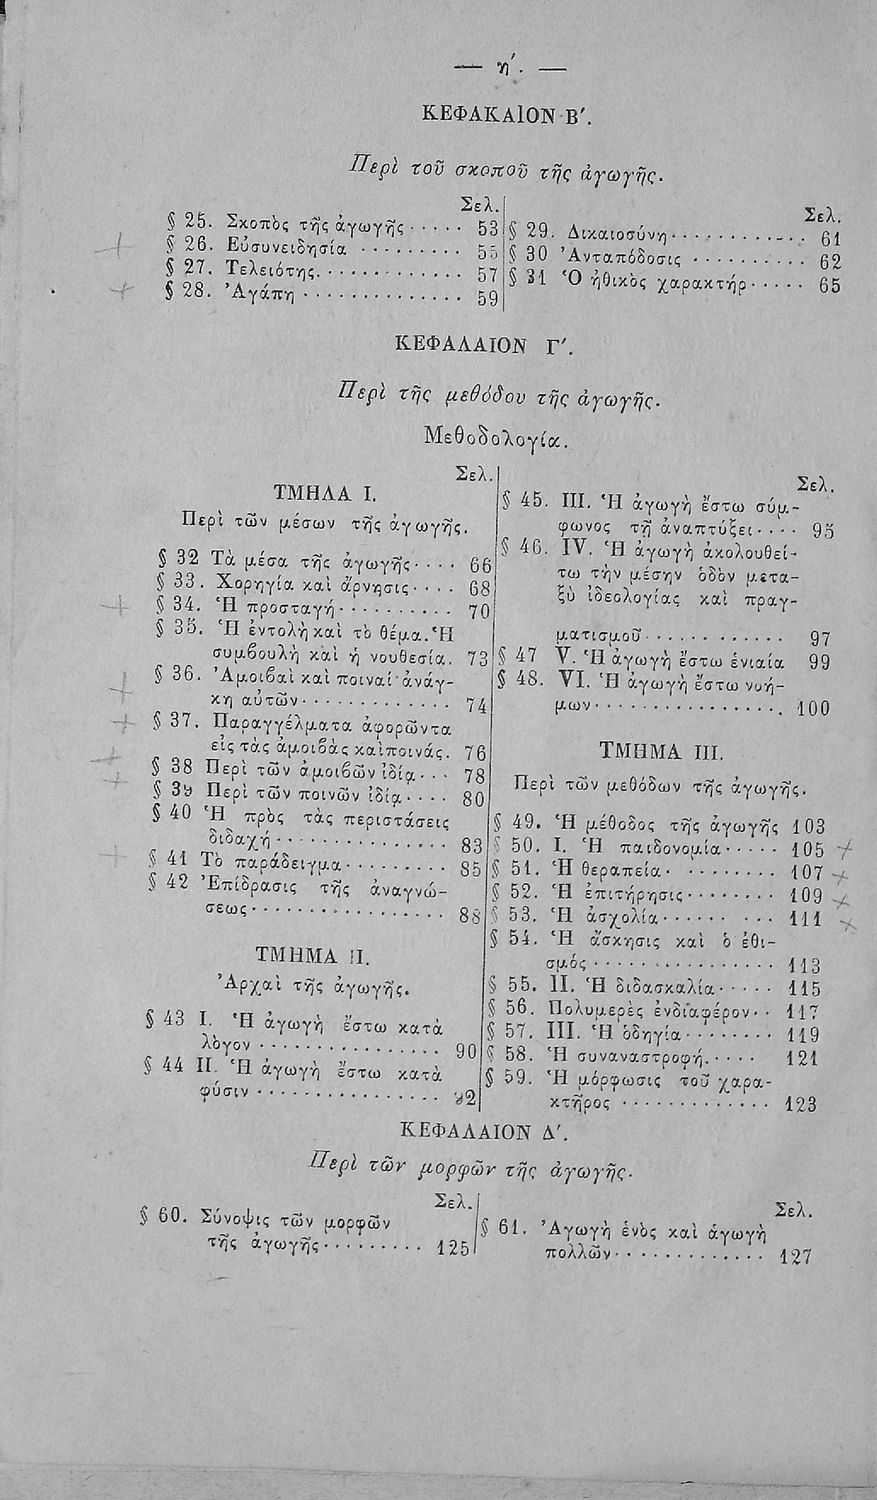 — η΄. —
ΚΕΦΑΚΑΙΟΝ Β΄.
Περὶ τοῦ σκοποῦ τῆς ἀγωγῆς.
Σελ.
§ 25. Σκοπὸς τῆς ἀγωγῆς ..... 53
§ 26. Εὐσυνειδησία ......... 55
§ 27. Τελειότης ............. 57
§ 28. Ἀγάπη .............. 59
Σελ.
§ 29. Δικαιοσύνη ........... 61
§ 30 Ἀνταπόδοσις .......... 62
§ 31 Ὁ ἠθικὸς χαρακτήρ ..... 65
ΚΕΦΑΛΑΙΟΝ Γ΄.
Περὶ τῆς μεθόδου τῆς ἀγωγῆς.
Μεθοδολογία.
Σελ.
ΤΜΗΛΑ Ι.
Περὶ τῶν μέσων τῆς ἀγωγῆς.
§ 32 Τὰ μέσα τῆς ἀγωγῆς .... 66
§ 33. Χορηγία καὶ ἄρνησις .... 68
§ 34. Ἡ προσταγή .......... 70
§ 35. Ἡ ἐντολὴ καὶ τὸ θέμα. Ἡ
συμβουλὴ καὶ ἡ νουθεσία. 73
§ 36. Ἀμοιβαὶ καὶ ποιναί· ἀνάγ-
κη αὐτῶν ............. 74
§ 37. Παραγγέλματα ἀφορῶντα
εἰς τὰς ἀμοιβὰς καὶ ποινάς. 76
§ 38 Περὶ τῶν ἀμοιβῶν ἰδίᾳ ... 78
§ 39 Περὶ τῶν ποινῶν ἰδίᾳ .... 80
§ 40 Ἡ πρὸς τὰς περιστάσεις
διδαχή ............... 83
§ 41 Τὸ παράδειγμα ......... 85
§ 42 Ἐπίδρασις τῆς ἀναγνώ-
σεως ................. 88
ΤΜΗΜΑ ΙΙ.
Ἀρχαὶ τῆς ἀγωγῆς.
§ 43 Ι. Ἡ ἀγωγὴ ἔστω κατὰ
λόγον ................ 90
§ 44 ΙΙ. Ἡ ἀγωγὴ ἔστω κατὰ
φύσιν ................ 92
Σελ.
§ 45. ΙΙΙ. Ἡ ἀγωγὴ ἔστω σύμ-
φωνος τῇ ἀναπτύξει .... 95
§ 46. IV. Ἡ ἀγωγὴ ἀκολουθεί-
τω τὴν μέσην ὁδὸν μετα-
ξὺ ἰδεολογίας καὶ πραγ-
ματισμοῦ ............ 97
§ 47 V. Ἡ ἀγωγὴ ἔστω ἑνιαία 99
§ 48. VI. Ἡ ἀγωγὴ ἔστω νοή-
μων ................. 100
ΤΜΗΜΑ ΙΙΙ.
Περὶ τῶν μεθόδων τῆς ἀγωγῆς.
§ 49. Ἡ μέθοδος τῆς ἀγωγῆς 103
§ 50. Ι. Ἡ παιδονομία ..... 105
§ 51. Ἡ θεραπεία ......... 107
§ 52. Ἡ ἐπιτήρησις ........ 109
§ 53. Ἡ ἀσχολία ......... 111
§ 54. Ἡ ἄσκησις καὶ ὁ ἐθι-
σμός ................ 113
§ 55. ΙΙ. Ἡ διδασκαλία ..... 115
§ 56. Πολυμερὲς ἐνδιαφέρον .. 117
§ 57. ΙΙΙ. Ἡ ὁδηγία ........ 119
§ 58. Ἡ συναναστροφή ..... 121
§ 59. Ἡ μόρφωσις τοῦ χαρα-
κτῆρος ............. 123
ΚΕΦΑΛΑΙΟΝ Δ΄.
Περὶ τῶν μορφῶν τῆς ἀγωγῆς.
Σελ.
§ 60. Σύνοψις τῶν μορφῶν
τῆς ἀγωγῆς ......... 125
Σελ.
§ 61. Ἀγωγὴ ἑνὸς καὶ ἀγωγὴ
πολλῶν ............. 127